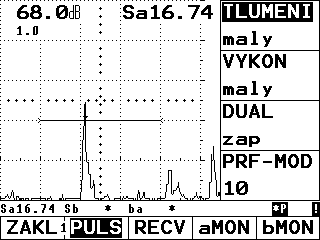 68.0dB Sa16.74
1.0
TLUMENI
maly
VYKON
maly
DUAL
zap
PRF-MOD
10
Sa16.74 Sb * ba * *P !
ZAKL 1 PULS RECV aMON bMON